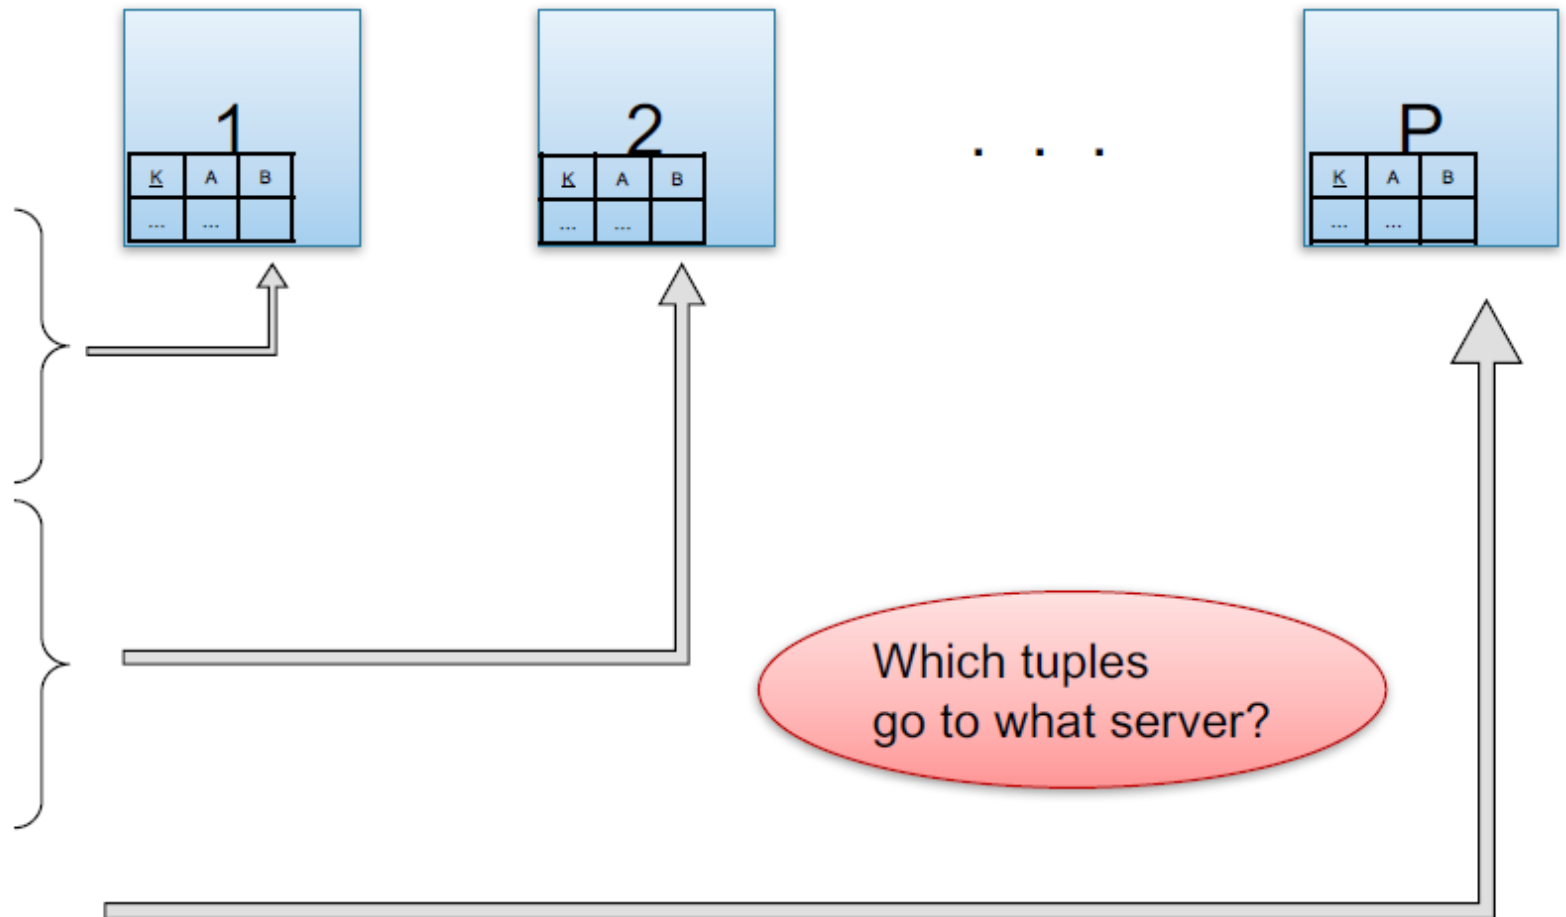 1
K A B
... ...
2
K A B
... ...
. . .
P
K A B
... ...
Which tuples
go to what server?